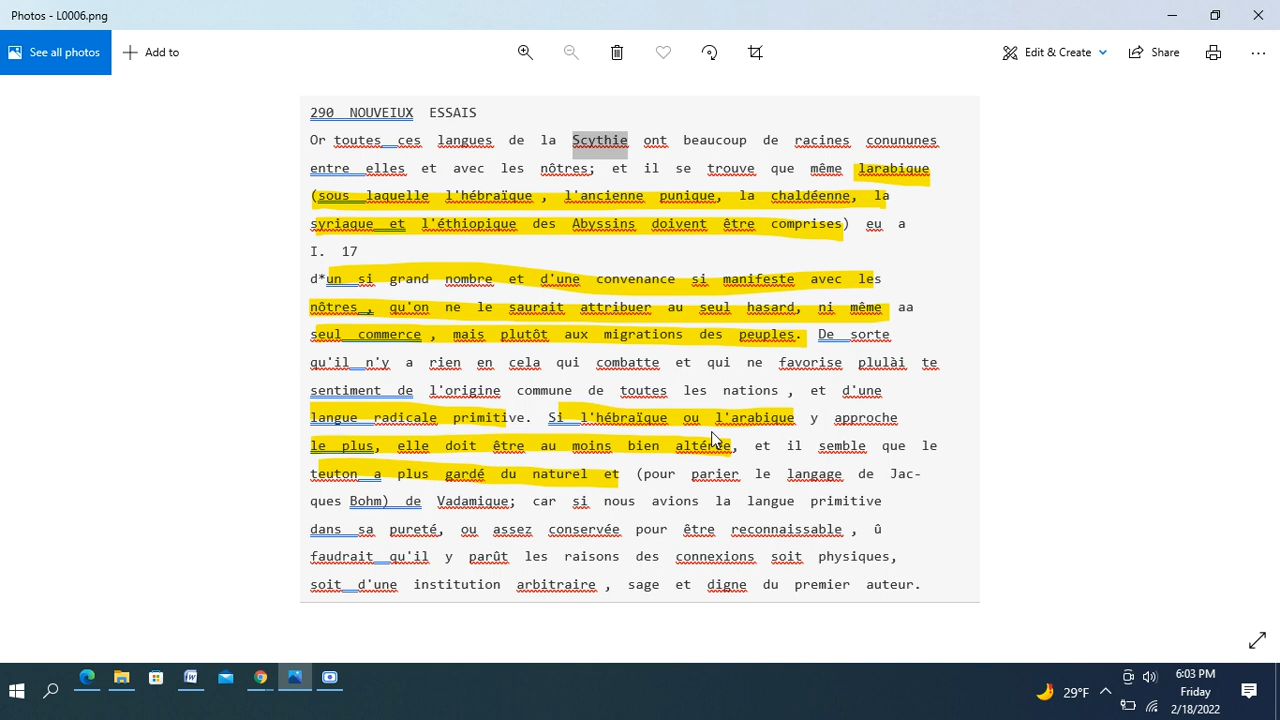 Photos - L0006.png
See all photos
Add to
Edit & Create
Share
290 NOUVEIUX ESSAIS
Or toutes ces langues de la Scythie ont beaucoup de racines conununes
entre elles et avec les nôtres; et il se trouve que même larabique
(sous laquelle l'hébraïque , l'ancienne punique, la chaldéenne, la
syriaque et l'éthiopique des Abyssins doivent être comprises) eu a
I. 17
d*un si grand nombre et d'une convenance si manifeste avec les
nôtres , qu'on ne le saurait attribuer au seul hasard, ni même aa
seul commerce , mais plutôt aux migrations des peuples. De sorte
qu'il n'y a rien en cela qui combatte et qui ne favorise plulài te
sentiment de l'origine commune de toutes les nations , et d'une
langue radicale primitive. Si l'hébraïque ou l'arabique y approche
le plus, elle doit être au moins bien altérée, et il semble que le
teuton a plus gardé du naturel et (pour parier le langage de Jac-
ques Bohm) de Vadamique; car si nous avions la langue primitive
dans sa pureté, ou assez conservée pour être reconnaissable , û
faudrait qu'il y parût les raisons des connexions soit physiques,
soit d'une institution arbitraire , sage et digne du premier auteur.
29°F
6:03 PM
Friday
2/18/2022